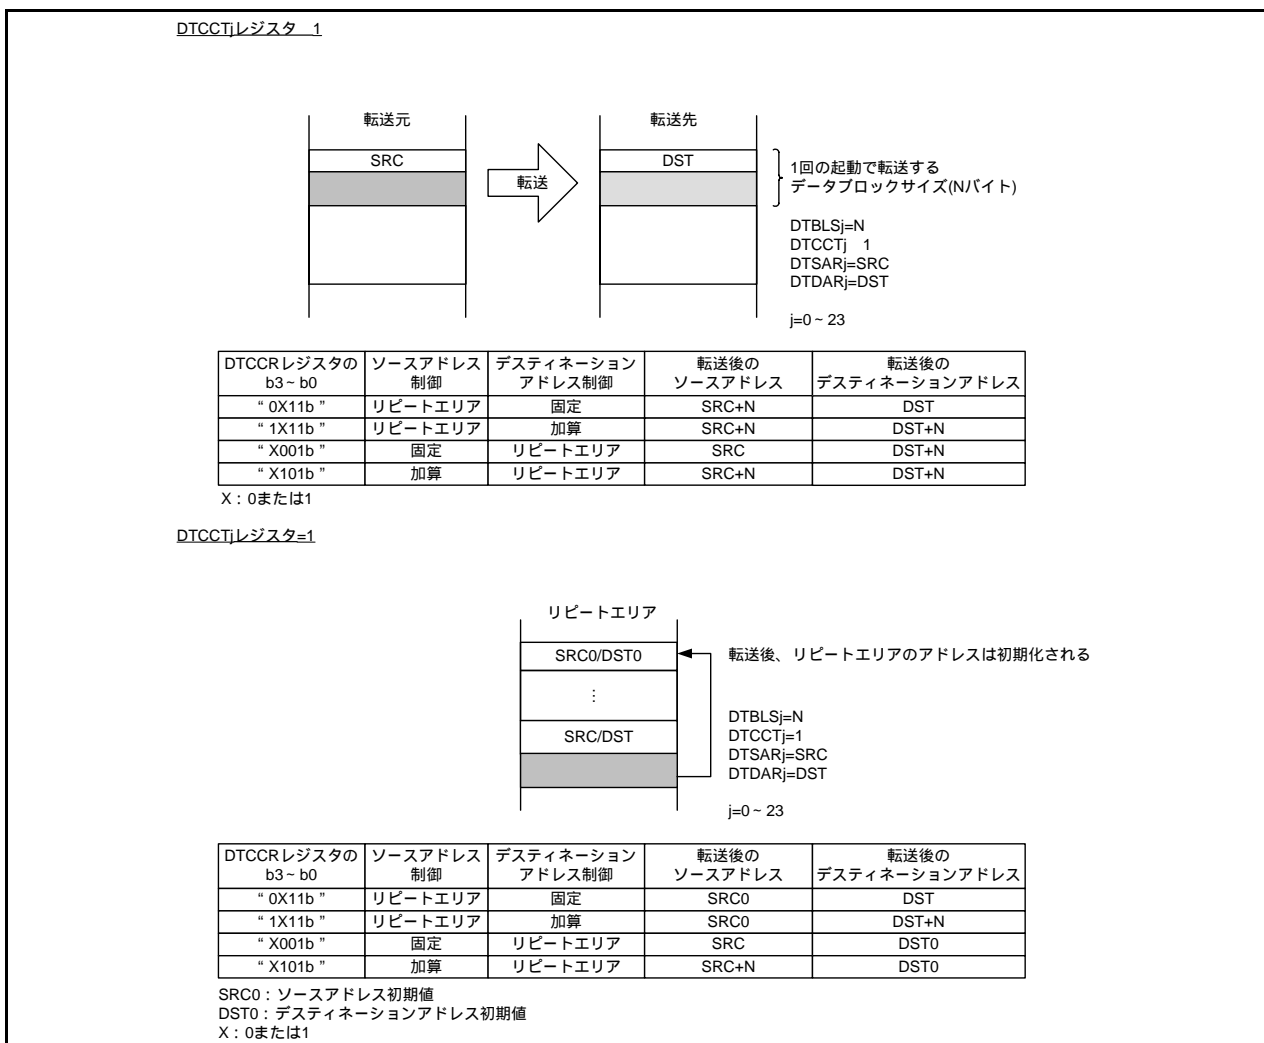 DTCCTjレジスタ 1
転送元
転送先
SRC
転送
DST
1回の起動で転送する
データブロックサイズ(Nバイト)
DTBLSj=N
DTCCTj 1
DTSARj=SRC
DTDARj=DST
j=0~23
DTCCRレジスタの b3~b0 ソースアドレス制御 デスティネーションアドレス制御 転送後のソースアドレス 転送後のデスティネーションアドレス
“0X11b” リピートエリア 固定 SRC+N DST
“1X11b” リピートエリア 加算 SRC+N DST+N
“X001b” 固定 リピートエリア SRC DST+N
“X101b” 加算 リピートエリア SRC+N DST+N
X:0または1
DTCCTjレジスタ=1
リピートエリア
SRC0/DST0
転送後、リピートエリアのアドレスは初期化される
⋮
SRC/DST
DTBLSj=N
DTCCTj=1
DTSARj=SRC
DTDARj=DST
j=0~23
DTCCRレジスタの b3~b0 ソースアドレス制御 デスティネーションアドレス制御 転送後のソースアドレス 転送後のデスティネーションアドレス
“0X11b” リピートエリア 固定 SRC0 DST
“1X11b” リピートエリア 加算 SRC0 DST+N
“X001b” 固定 リピートエリア SRC DST0
“X101b” 加算 リピートエリア SRC+N DST0
SRC0:ソースアドレス初期値
DST0:デスティネーションアドレス初期値
X:0または1